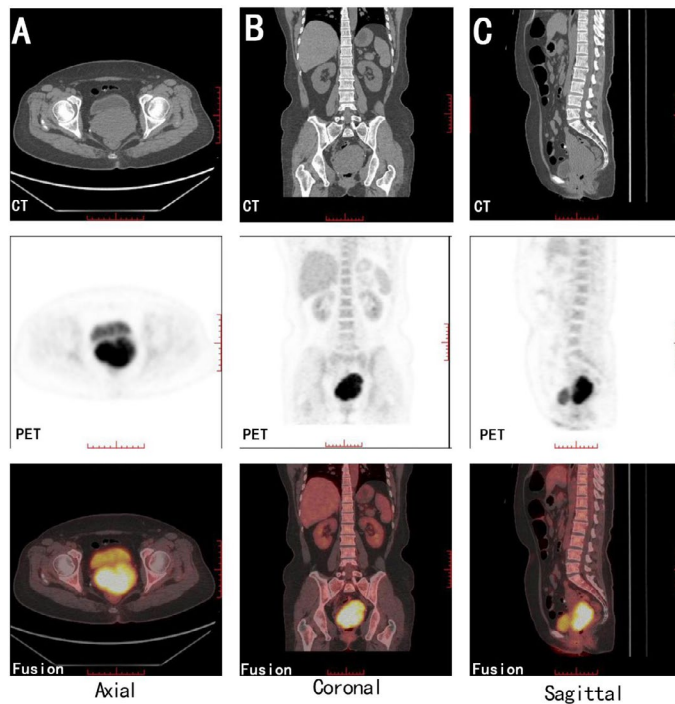 A B C
CT CT CT
PET PET PET
Fusion Fusion Fusion
Axial Coronal Sagittal